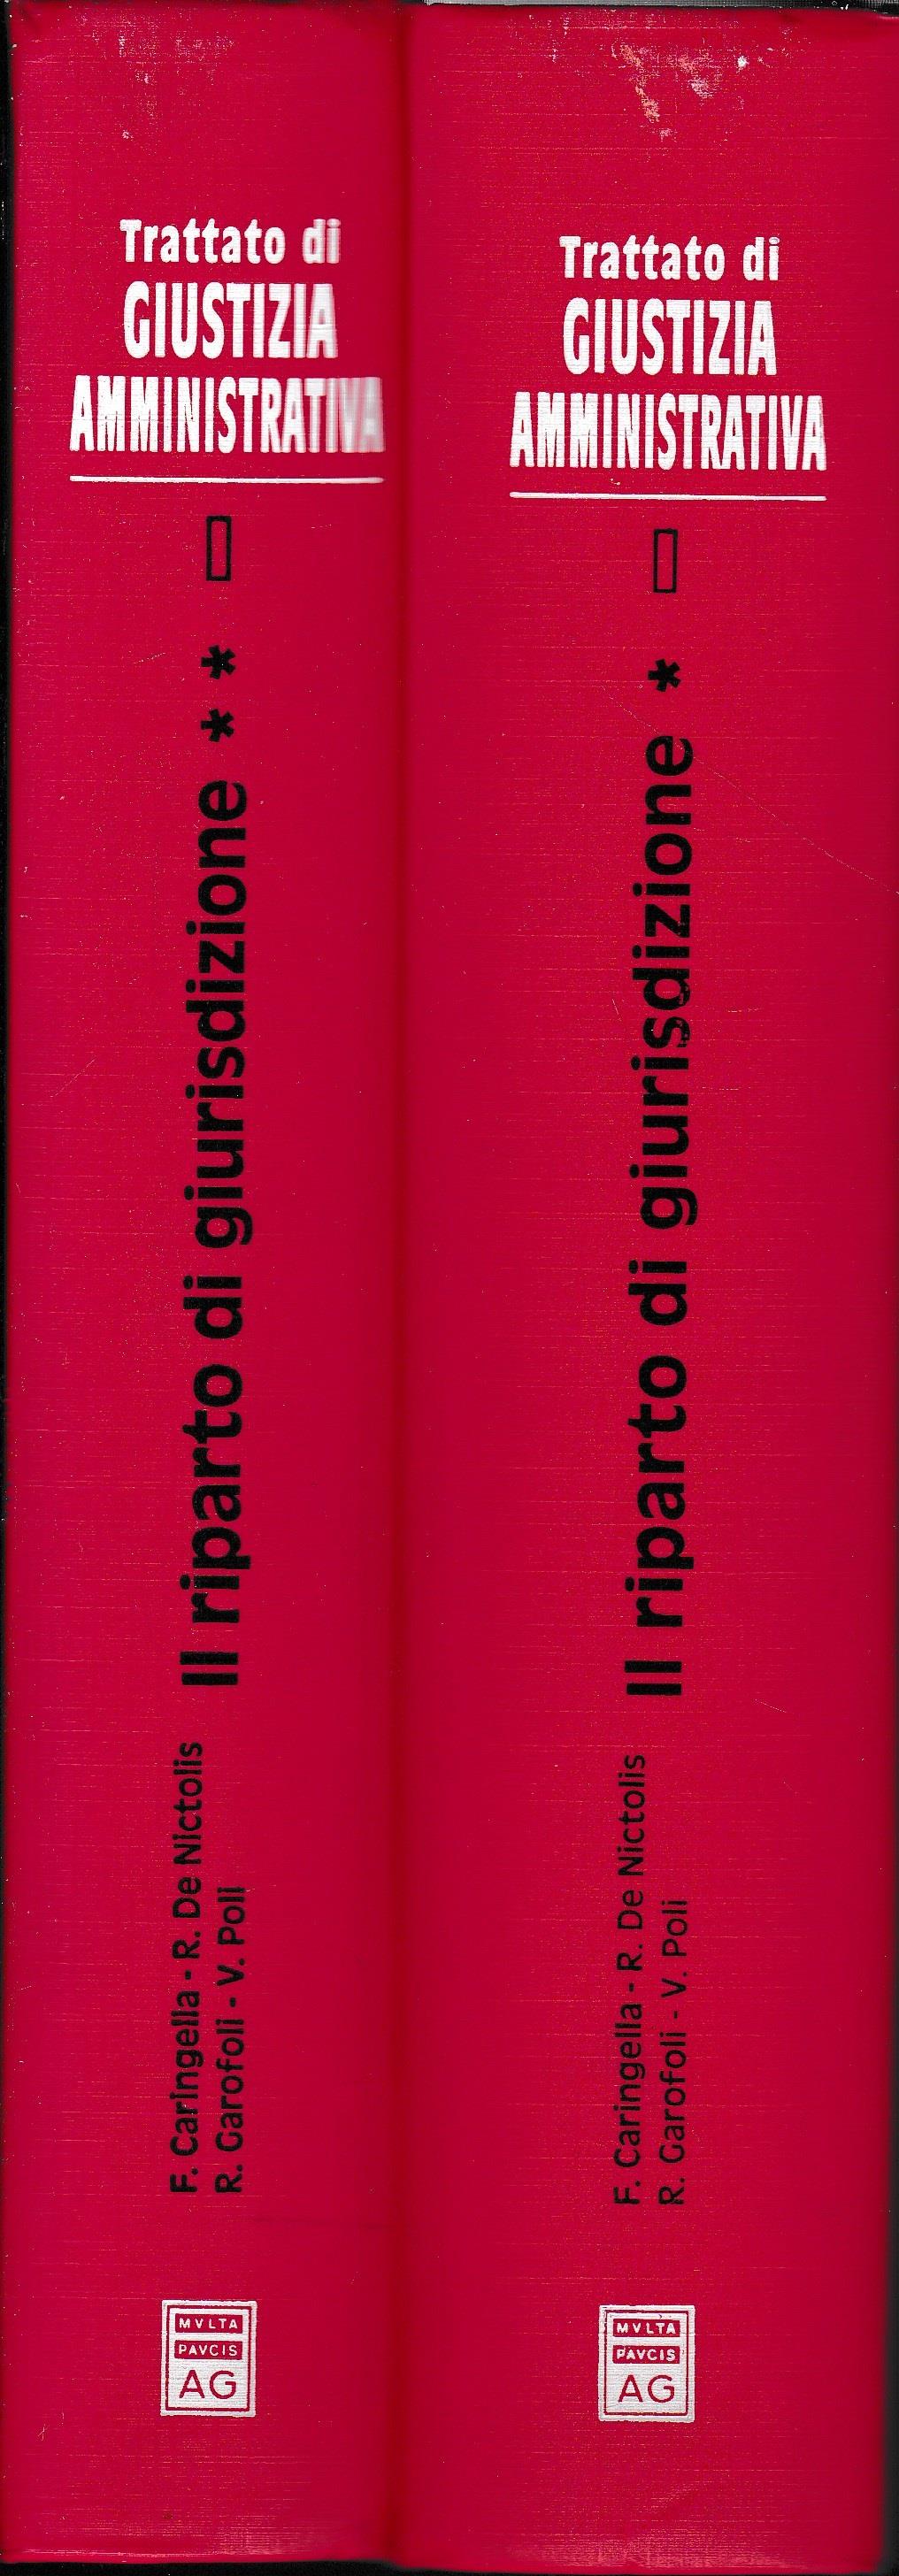 Trattato di
GIUSTIZIA
AMMINISTRATIVA
Il riparto di giurisdizione * *
F. Caringella - R. De Nictolis
R. Garofoli - V. Poli
MVLTA
PAVCIS
AG
Trattato di
GIUSTIZIA
AMMINISTRATIVA
Il riparto di giurisdizione *
F. Caringella - R. De Nictolis
R. Garofoli - V. Poli
MVLTA
PAVCIS
AG